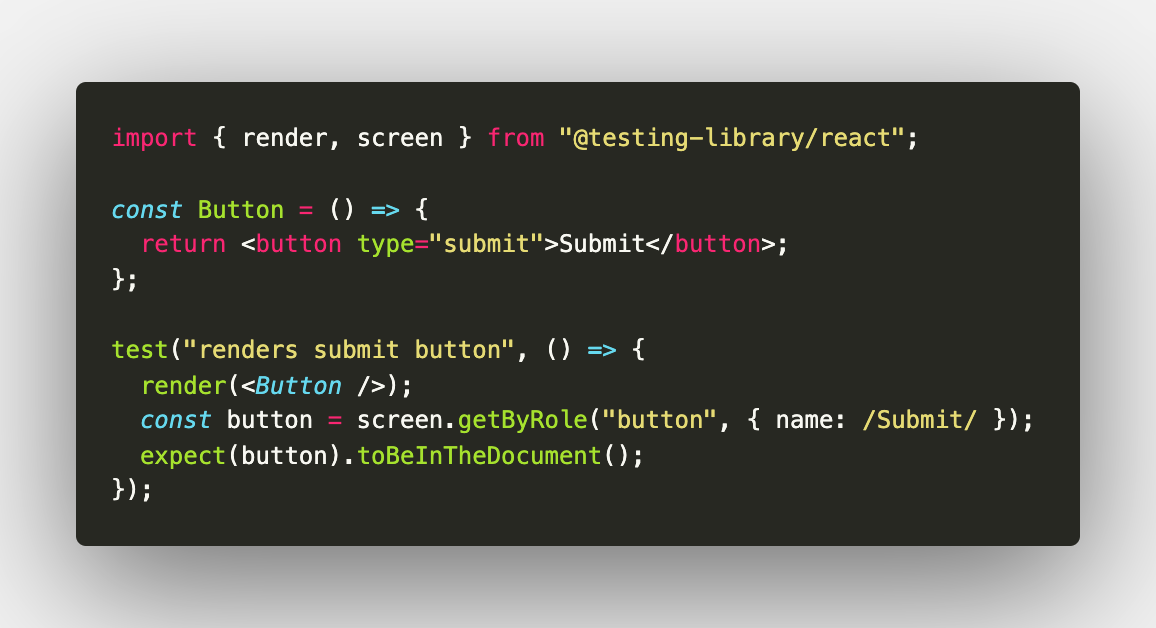 import { render, screen } from "@testing-library/react";
const Button = () => {
  return <button type="submit">Submit</button>;
};
test("renders submit button", () => {
  render(<Button />);
  const button = screen.getByRole("button", { name: /Submit/ });
  expect(button).toBeInTheDocument();
});